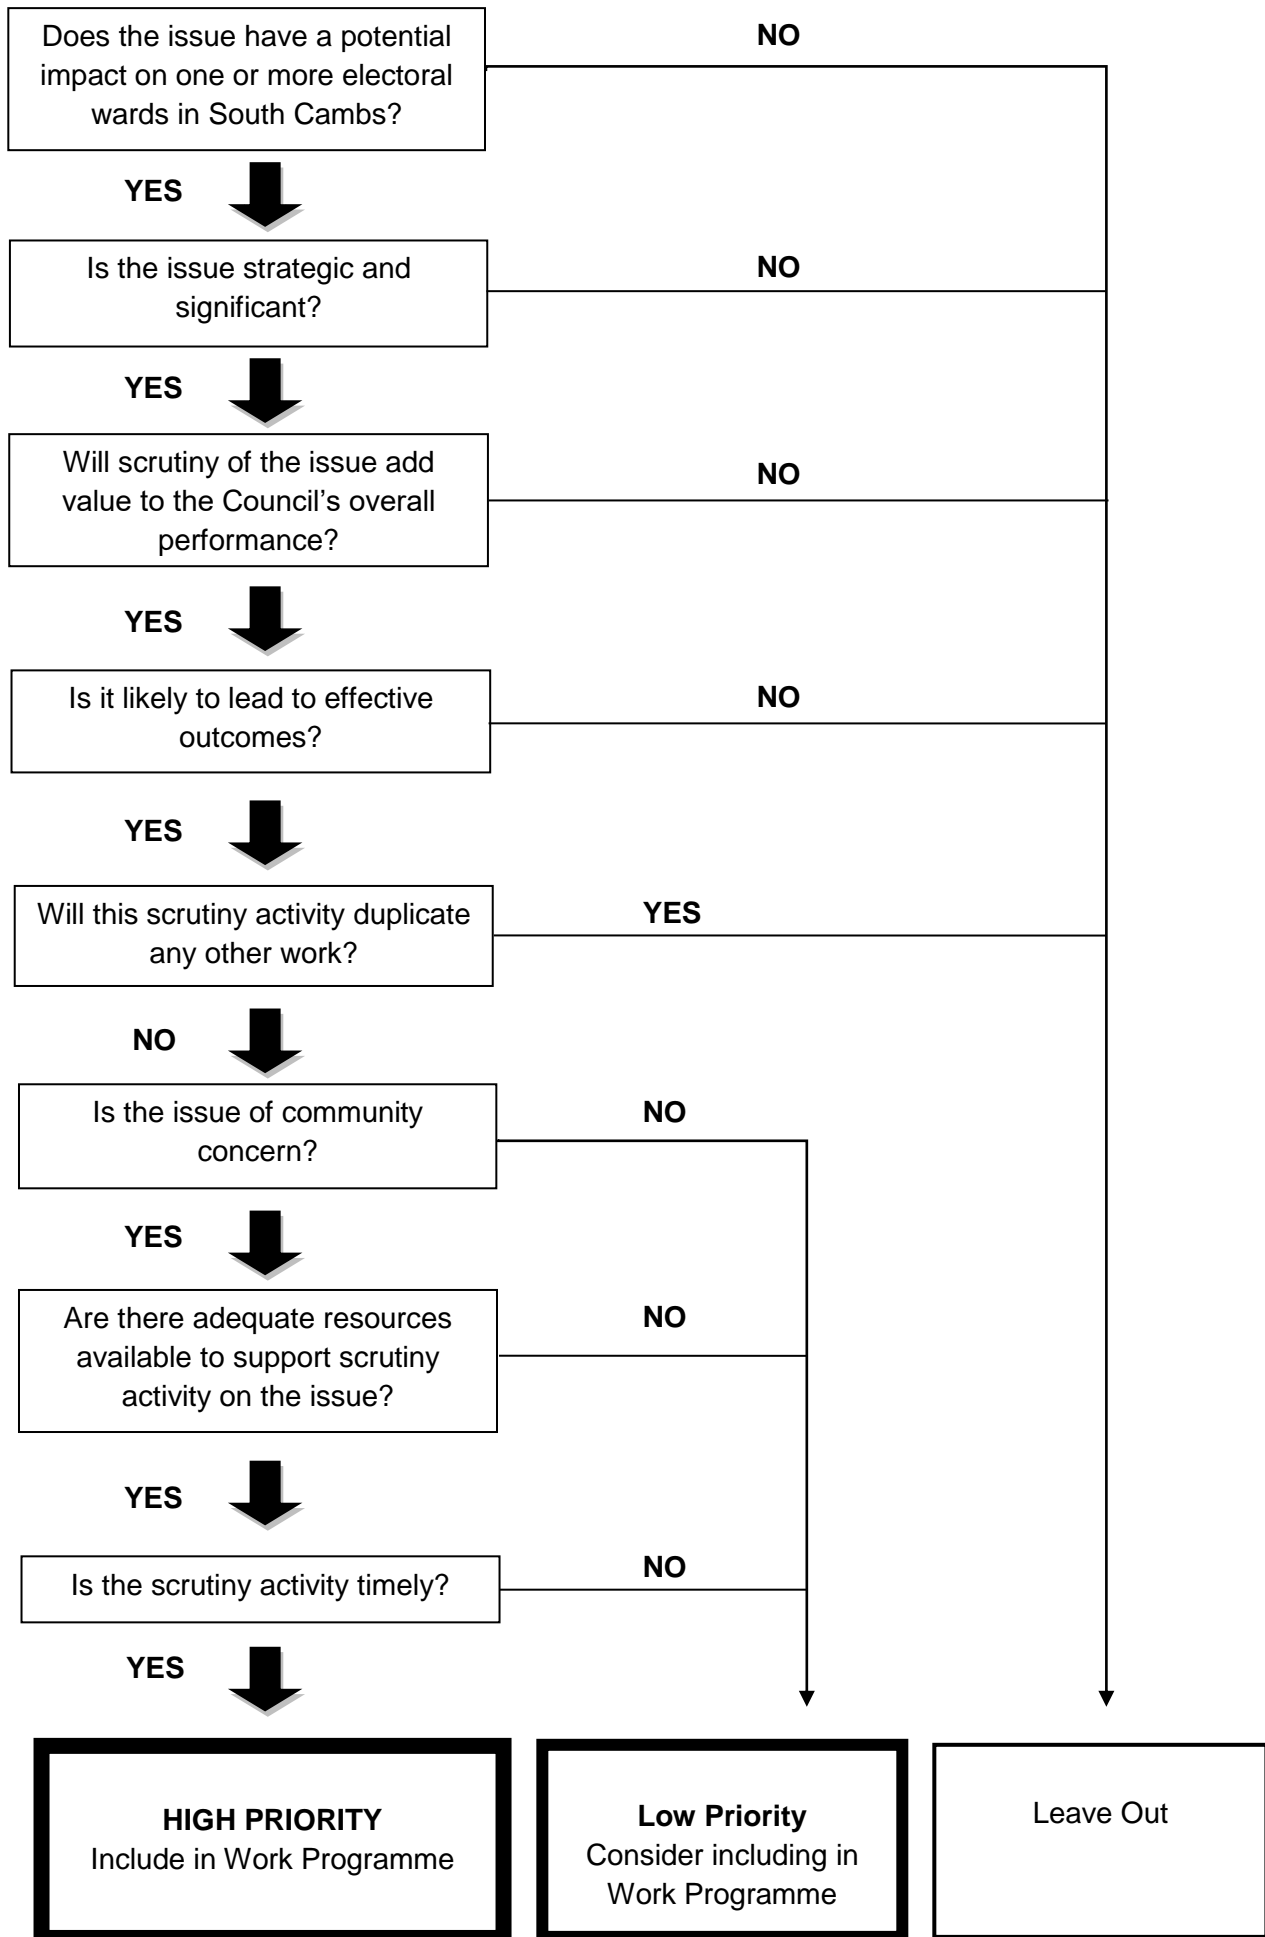 Does the issue have a potential
impact on one or more electoral
wards in South Cambs?
NO
YES
Is the issue strategic and
significant?
NO
YES
Will scrutiny of the issue add
value to the Council’s overall
performance?
NO
YES
Is it likely to lead to effective
outcomes?
NO
YES
Will this scrutiny activity duplicate
any other work?
YES
NO
Is the issue of community
concern?
NO
YES
Are there adequate resources
available to support scrutiny
activity on the issue?
NO
YES
Is the scrutiny activity timely?
NO
YES
HIGH PRIORITY
Include in Work Programme
Low Priority
Consider including in
Work Programme
Leave Out